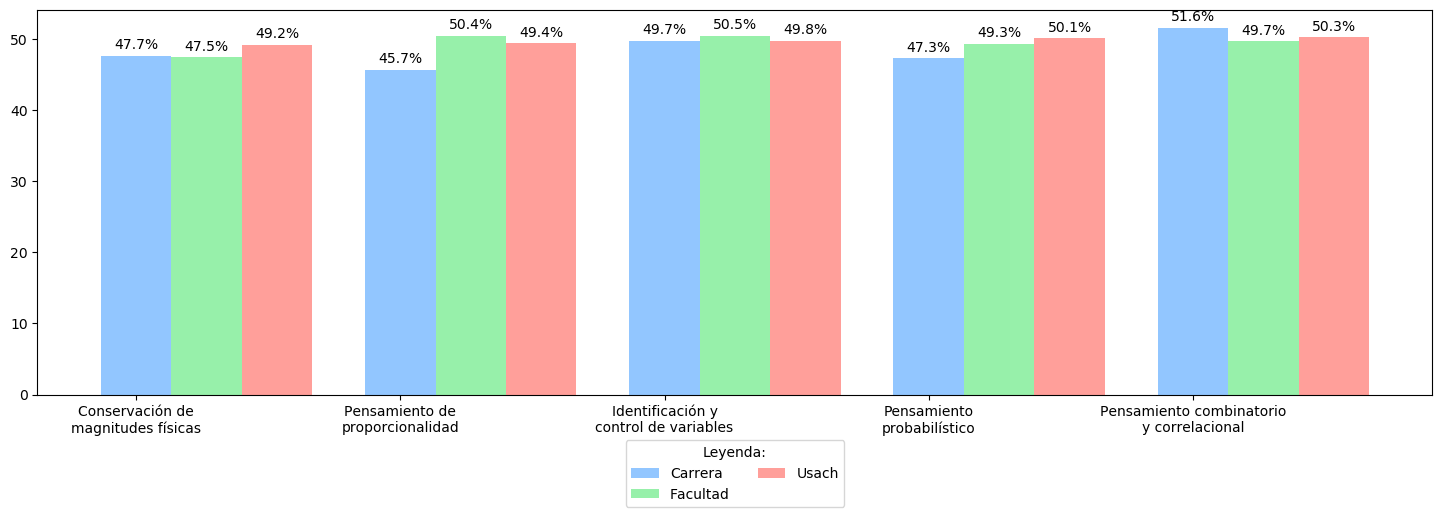 51.6%
50.4%
50.5%
50.1%
50.3%
49.2%
49.4%
49.7%
49.8%
49.3%
49.7%
47.7%
47.5%
47.3%
45.7%
50
40
30
20
10
0
Conservación de
magnitudes físicas
Pensamiento de
proporcionalidad
Identificación y
control de variables
Pensamiento
probabilístico
Pensamiento combinatorio
y correlacional
Leyenda:
Carrera
Facultad
Usach